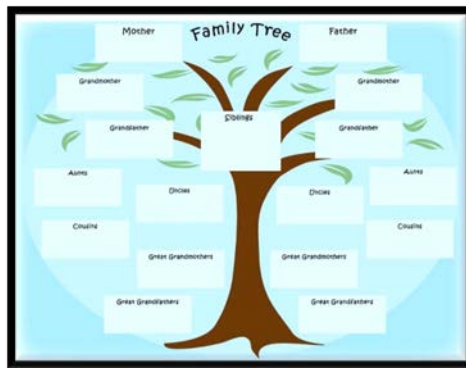 Family Tree
Mother
Father
Grandmother
Grandmother
Grandfather
Siblings
Grandfather
Aunts
Aunts
Uncles
Uncles
Cousins
Cousins
Great Grandmothers
Great Grandmothers
Great Grandfathers
Great Grandfathers